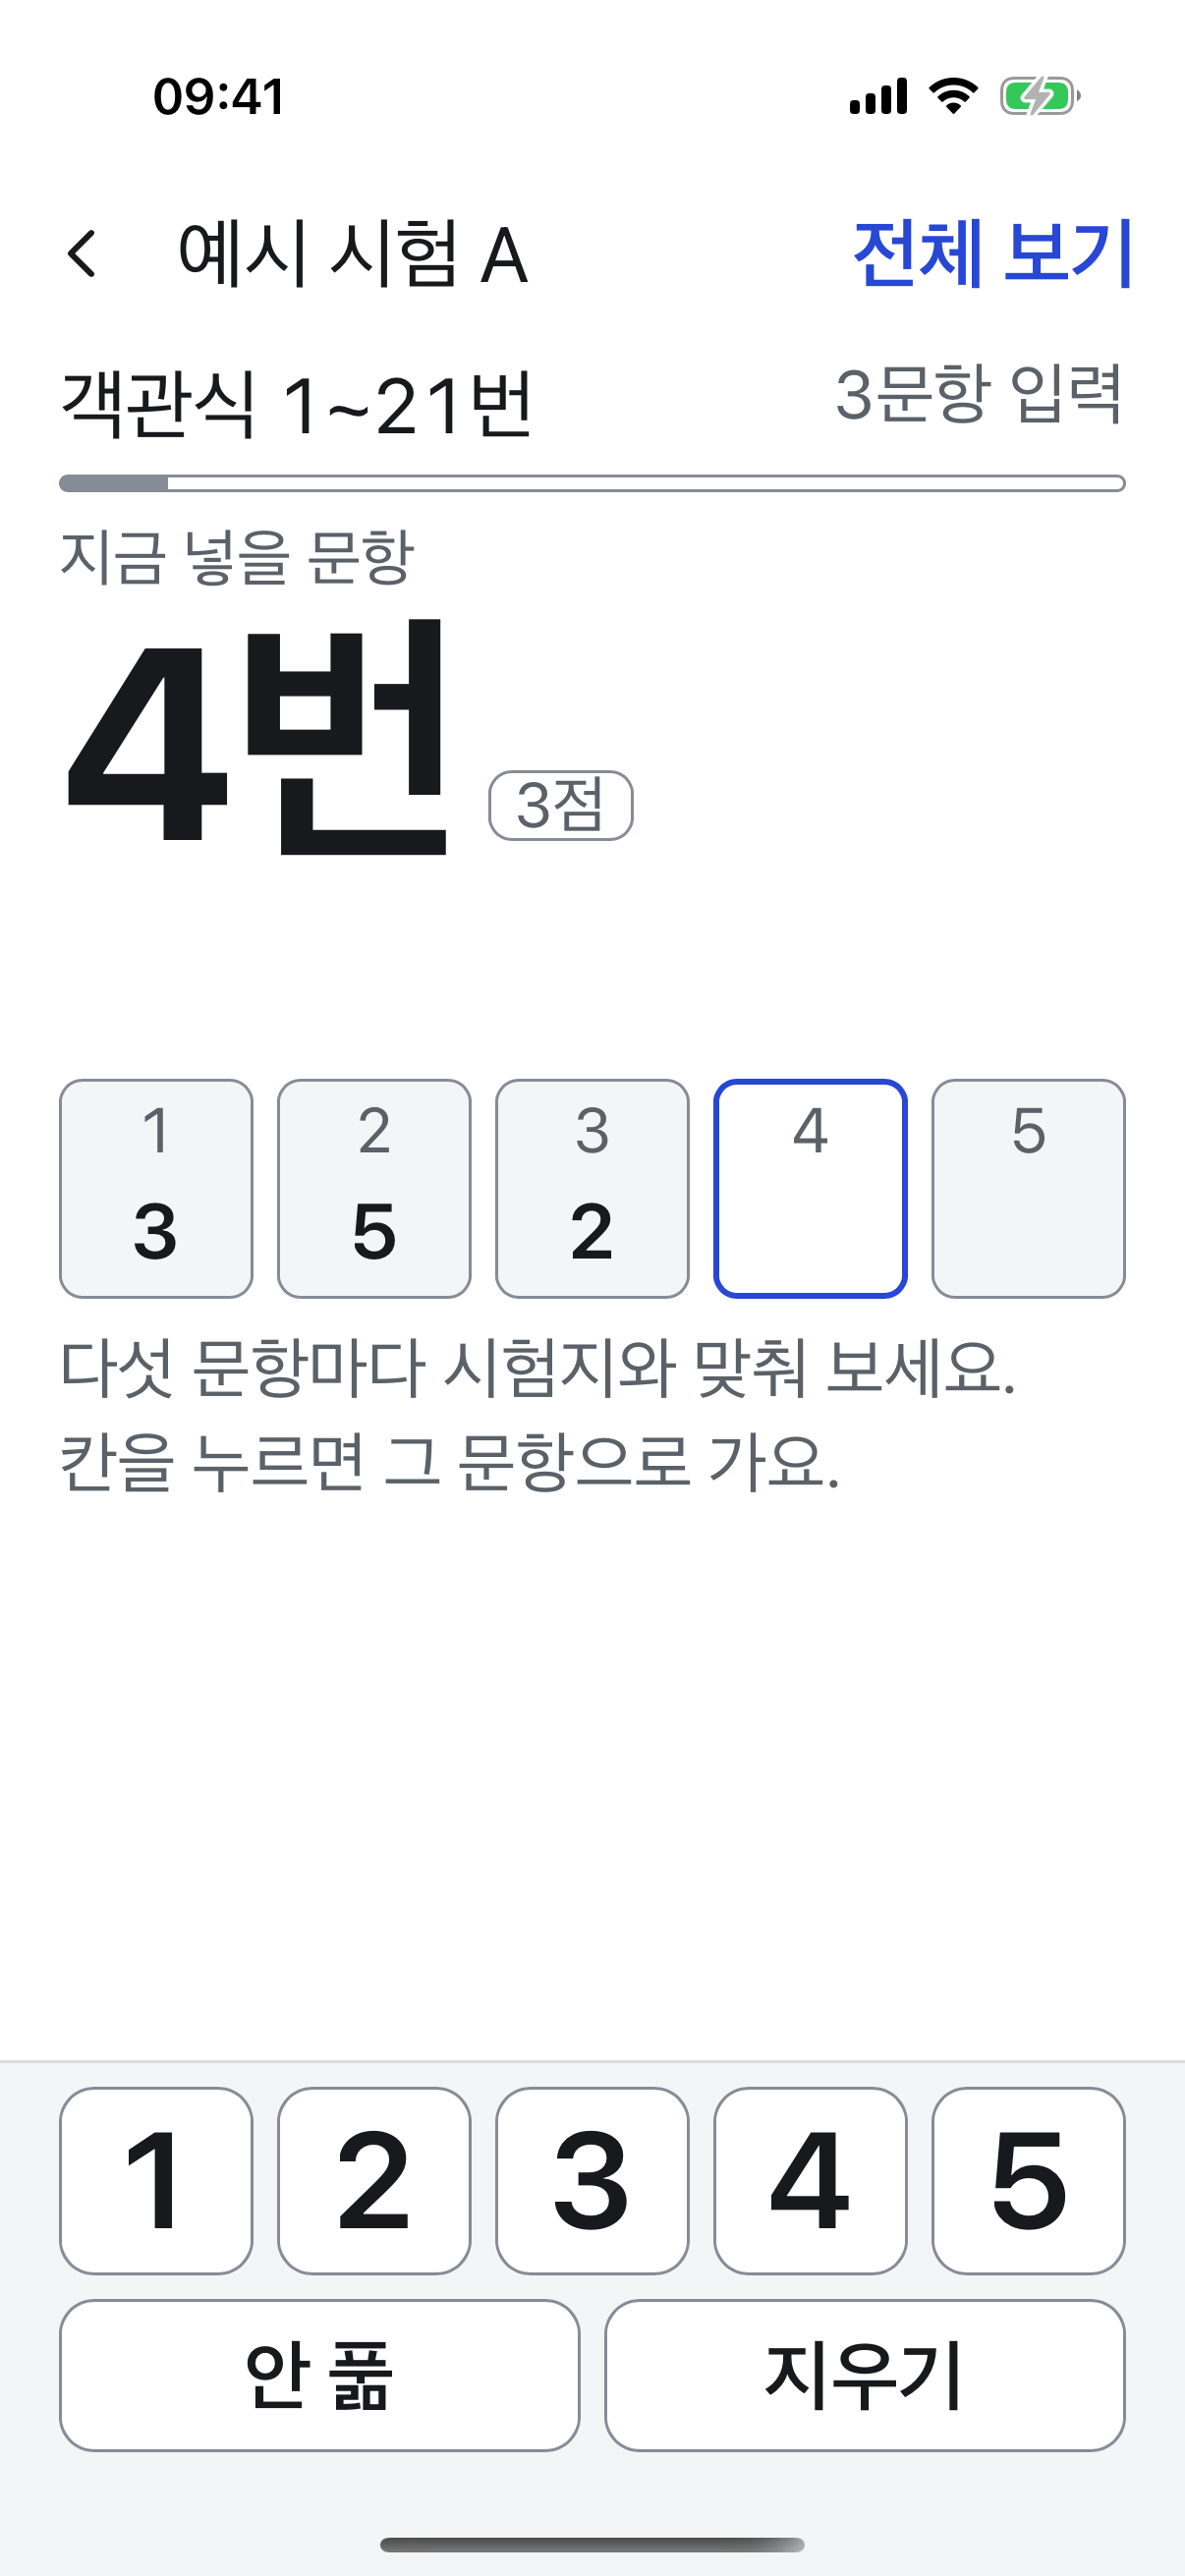 09:41
예시 시험 A
전체 보기
객관식 1~21번
3문항 입력
지금 넣을 문항
4번
3점
1 2 3 4 5
3 5 2
다섯 문항마다 시험지와 맞춰 보세요.
칸을 누르면 그 문항으로 가요.
1 2 3 4 5
안 풂 지우기